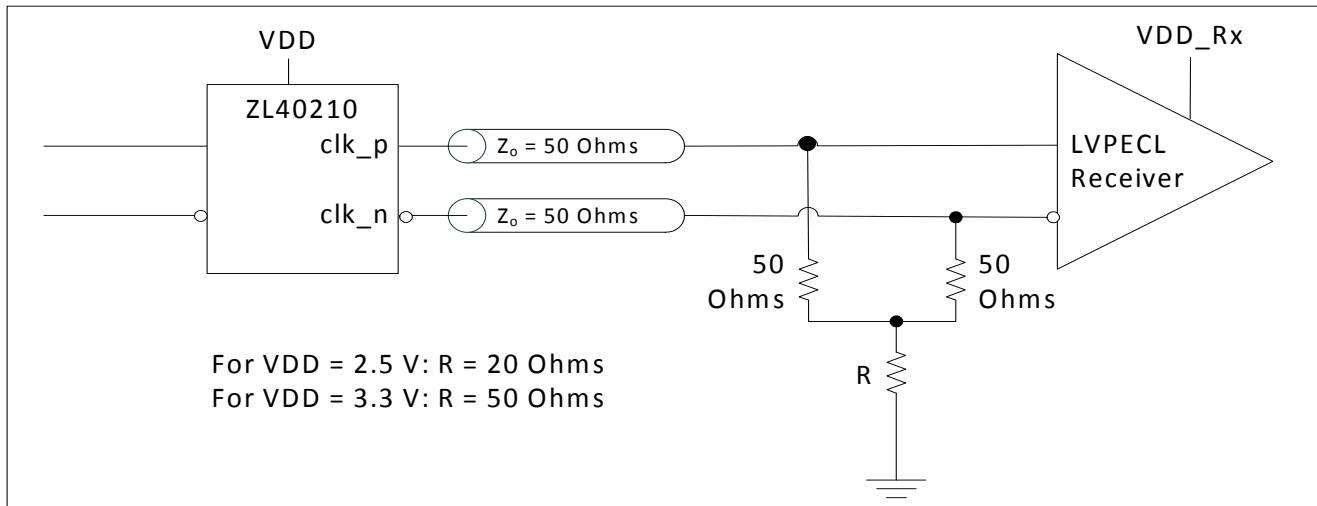 VDD
VDD_Rx
ZL40210
clk_p
Zₒ = 50 Ohms
LVPECL
Receiver
clk_n
Zₒ = 50 Ohms
50
Ohms
50
Ohms
For VDD = 2.5 V: R = 20 Ohms
For VDD = 3.3 V: R = 50 Ohms
R